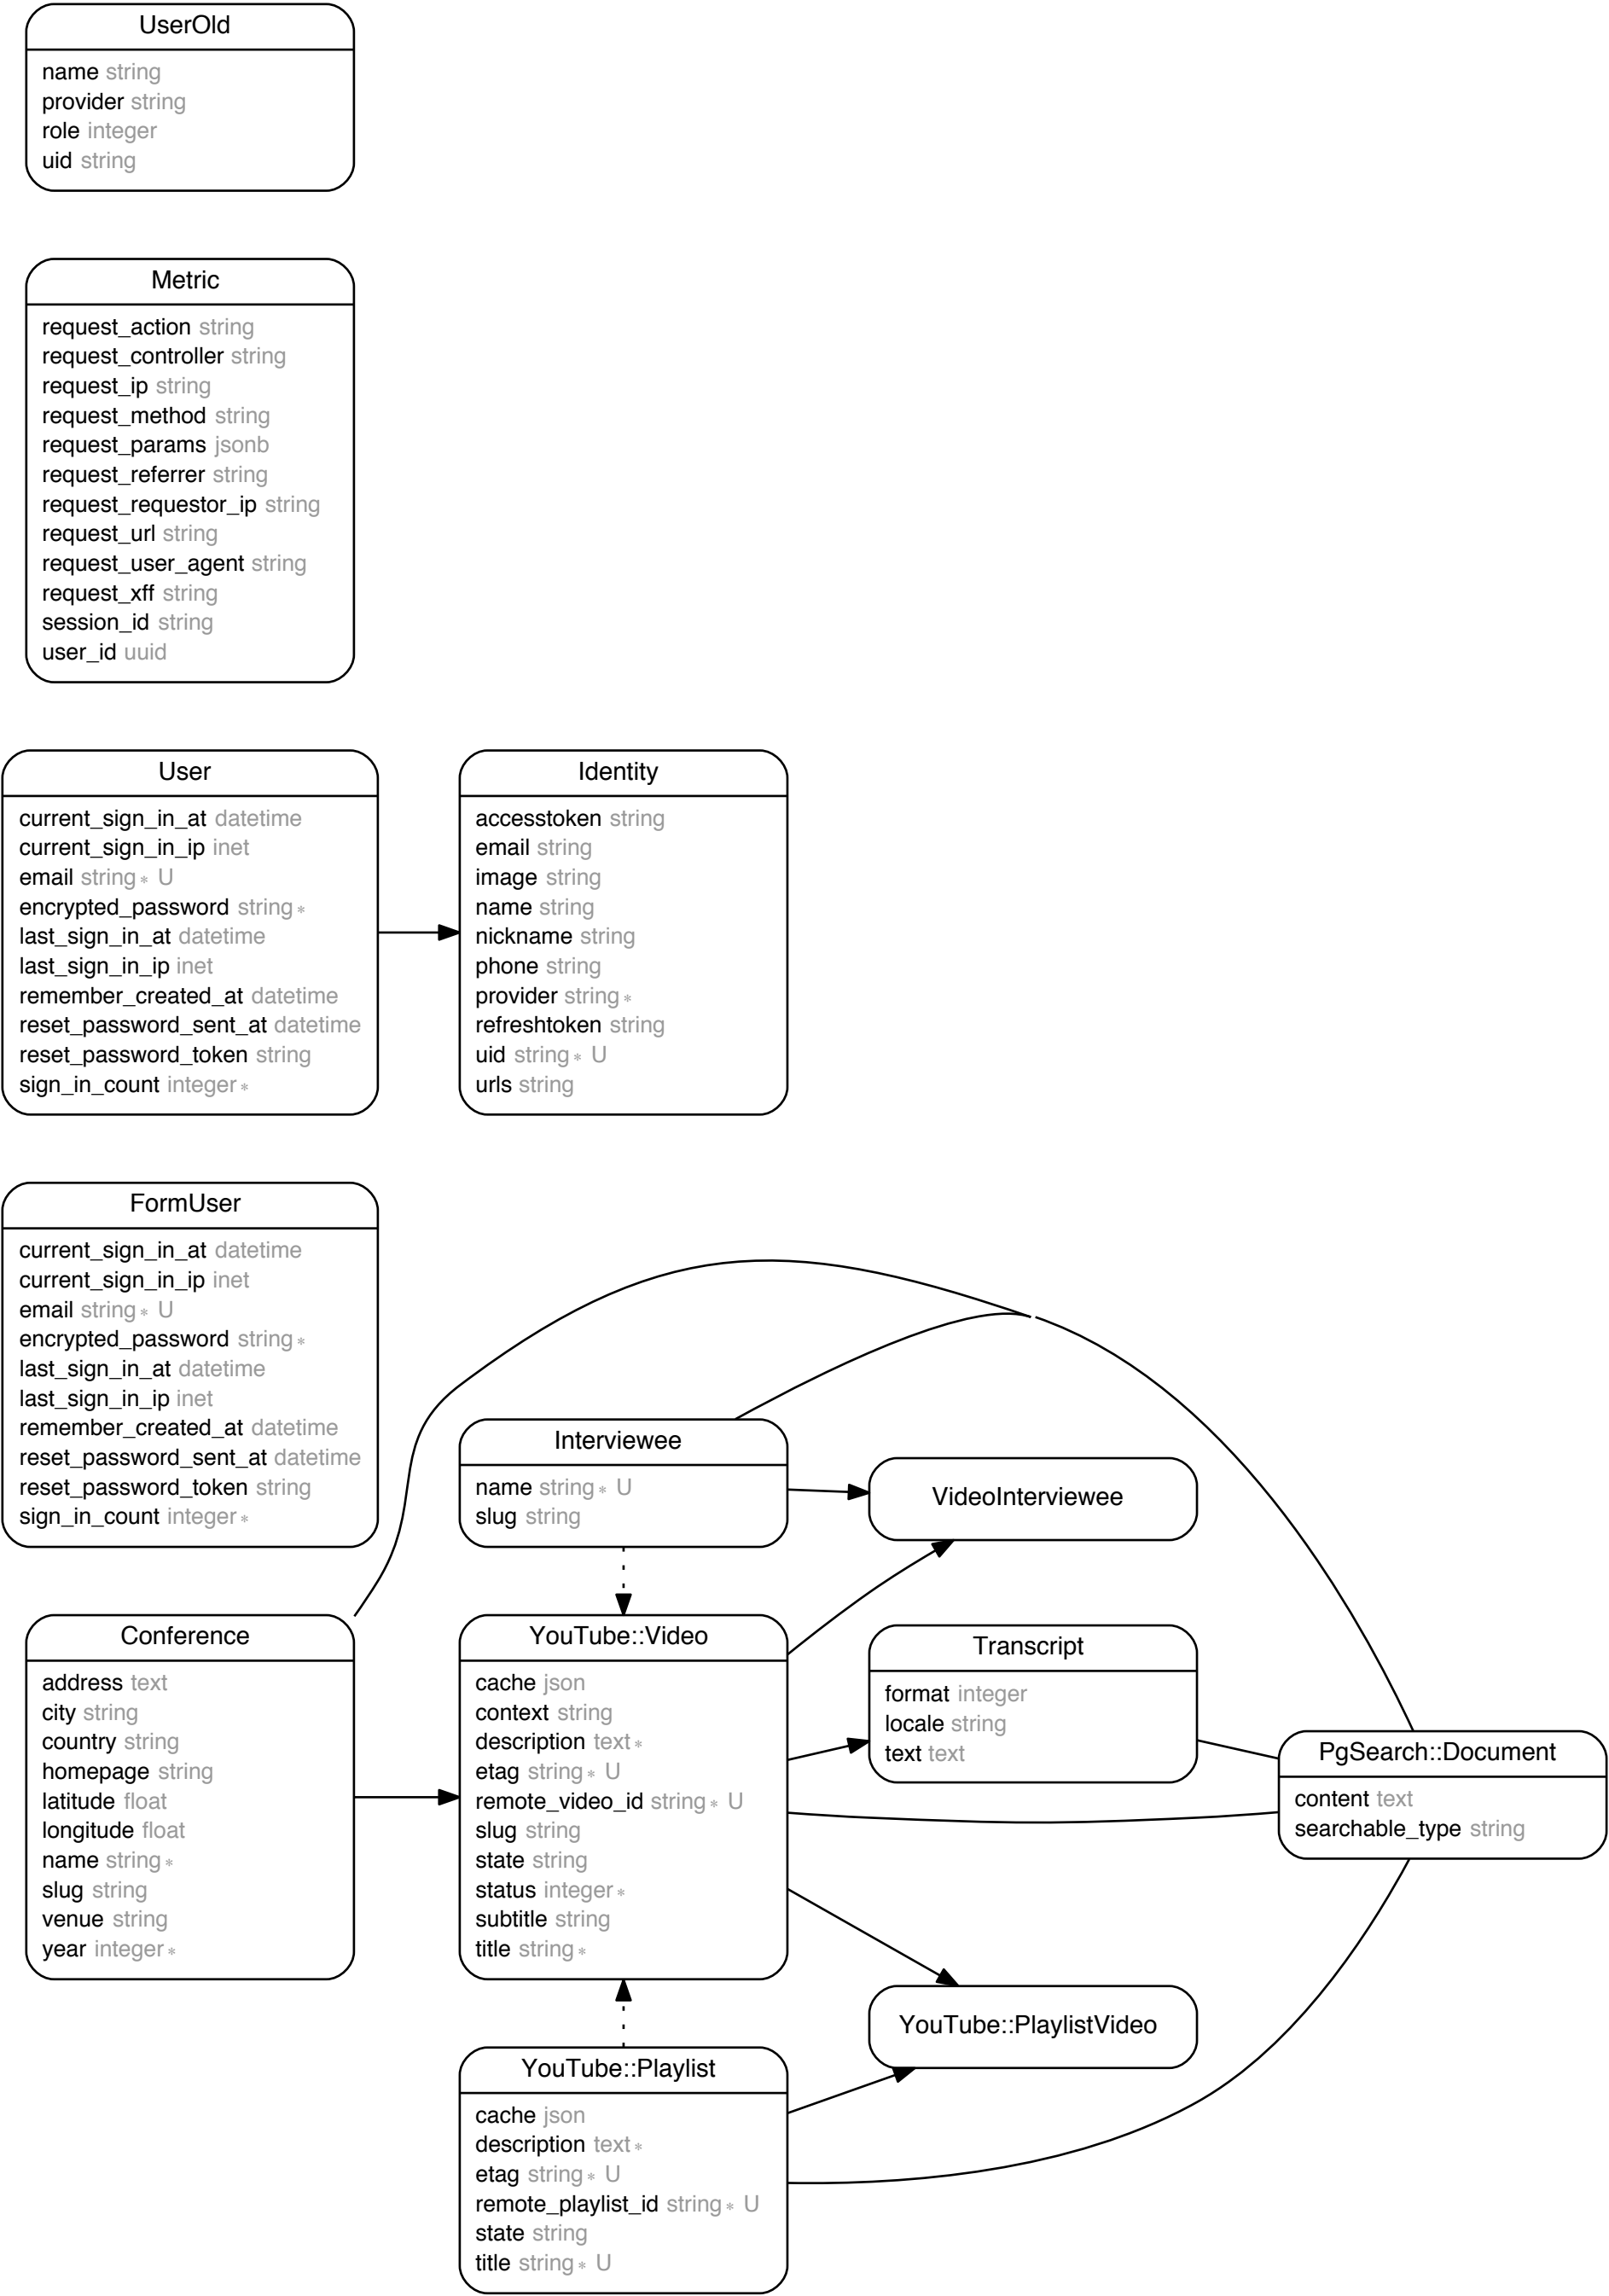 UserOld
name string
provider string
role integer
uid string
Metric
request_action string
request_controller string
request_ip string
request_method string
request_params jsonb
request_referrer string
request_requestor_ip string
request_url string
request_user_agent string
request_xff string
session_id string
user_id uuid
User
current_sign_in_at datetime
current_sign_in_ip inet
email string * U
encrypted_password string *
last_sign_in_at datetime
last_sign_in_ip inet
remember_created_at datetime
reset_password_sent_at datetime
reset_password_token string
sign_in_count integer *
Identity
accesstoken string
email string
image string
name string
nickname string
phone string
provider string *
refreshtoken string
uid string * U
urls string
FormUser
current_sign_in_at datetime
current_sign_in_ip inet
email string * U
encrypted_password string *
last_sign_in_at datetime
last_sign_in_ip inet
remember_created_at datetime
reset_password_sent_at datetime
reset_password_token string
sign_in_count integer *
Interviewee
name string * U
slug string
VideoInterviewee
Conference
address text
city string
country string
homepage string
latitude float
longitude float
name string *
slug string
venue string
year integer *
YouTube::Video
cache json
context string
description text *
etag string * U
remote_video_id string * U
slug string
state string
status integer *
subtitle string
title string *
Transcript
format integer
locale string
text text
PgSearch::Document
content text
searchable_type string
YouTube::PlaylistVideo
YouTube::Playlist
cache json
description text *
etag string * U
remote_playlist_id string * U
state string
title string * U